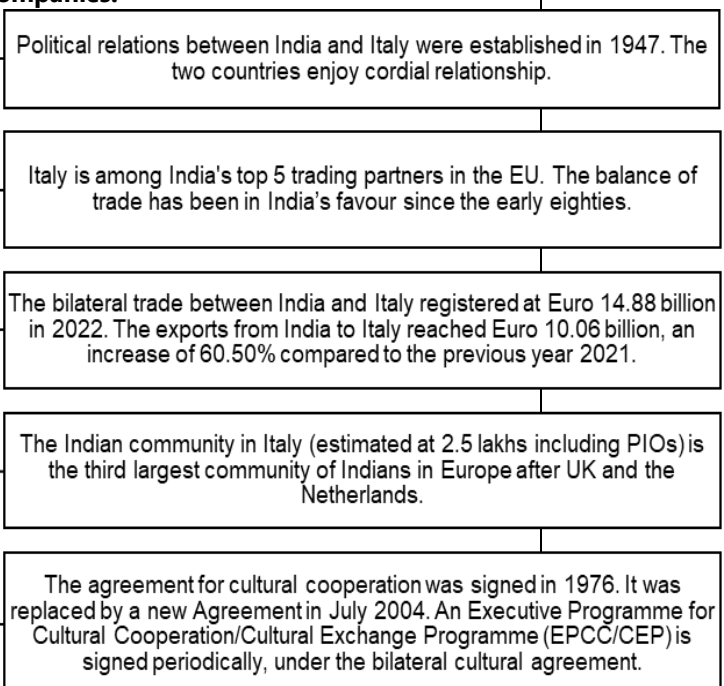 ompanies.
Political relations between India and Italy were established in 1947. The
two countries enjoy cordial relationship.
Italy is among India's top 5 trading partners in the EU. The balance of
trade has been in India’s favour since the early eighties.
The bilateral trade between India and Italy registered at Euro 14.88 billion
in 2022. The exports from India to Italy reached Euro 10.06 billion, an
increase of 60.50% compared to the previous year 2021.
The Indian community in Italy (estimated at 2.5 lakhs including PIOs) is
the third largest community of Indians in Europe after UK and the
Netherlands.
The agreement for cultural cooperation was signed in 1976. It was
replaced by a new Agreement in July 2004. An Executive Programme for
Cultural Cooperation/Cultural Exchange Programme (EPCC/CEP) is
signed periodically, under the bilateral cultural agreement.